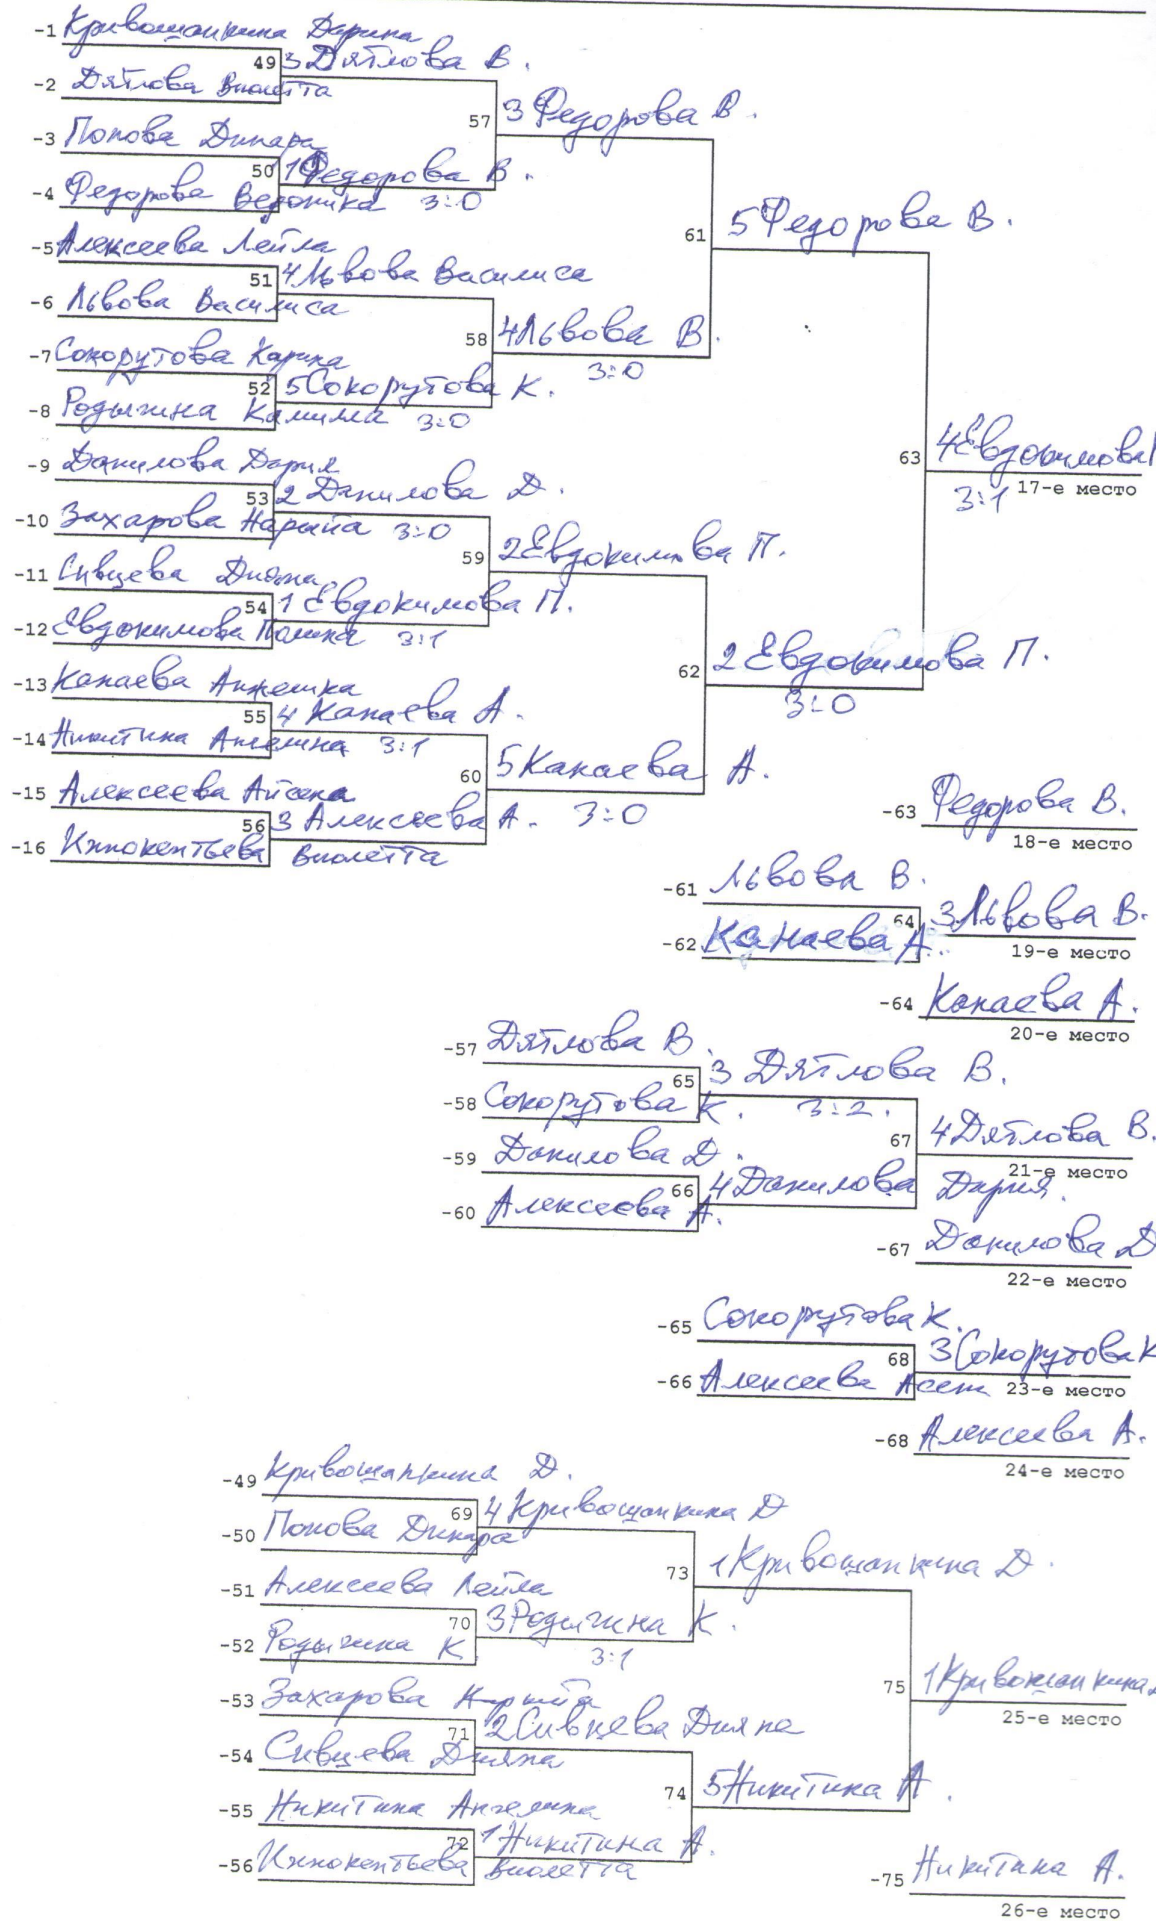 -1 Кривошапкина Дарина
49 3 Дятлова В.
-2 Дятлова Виолетта
57 3 Федорова В.
-3 Попова Динара
50 1 Федорова В.
-4 Федорова Вероника 3:0
61 5 Федорова В.
-5 Алексеева Лейла
51 4 Львова Василиса
-6 Львова Василиса
58 4 Львова В.
3:0
-7 Сокорутова Карина
52 5 Сокорутова К.
-8 Родыгина Камилла 3:0
63 4 Евдокимова П
3:1 17-е место
-9 Данилова Дария
53 2 Данилова Д.
-10 Захарова Нарыйа 3:0
59 2 Евдокимова П.
-11 Сивцева Диана
54 1 Евдокимова П.
-12 Евдокимова Полина 3:1
62 2 Евдокимова П.
3:0
-13 Канаева Анжелика
55 4 Канаева А.
-14 Никитина Ангелина 3:1
60 5 Канаева А.
3:0
-15 Алексеева Айсена
56 3 Алексеева А.
-16 Иннокентьева Виолетта
-63 Федорова В.
18-е место
-61 Львова В.
64 3 Львова В.
-62 Канаева А.
19-е место
-64 Канаева А.
20-е место
-57 Дятлова В.
65 3 Дятлова В.
-58 Сокорутова К. 3:2.
67 4 Дятлова В.
21-е место
-59 Данилова Д.
66 4 Данилова Дария.
-60 Алексеева А.
-67 Данилова Д
22-е место
-65 Сокорутова К.
68 3 Сокорутова К
-66 Алексеева 23-е место
-68 Алексеева А.
24-е место
-49 Кривошапкина Д.
69 4 Кривошапкина Д
-50 Попова Динара
73 1 Кривошапкина Д.
-51 Алексеева Лейла
70 3 Родыгина К.
-52 Родыгина К 3:1
75 1 Кривошапкина
25-е место
-53 Захарова
71 2 Сивцева Диана
-54 Сивцева Диана
74 5 Никитина А
-55 Никитина Ангелина
72 1 Никитина А.
-56 Иннокентьева Виолетта
-75 Никитина А.
26-е место